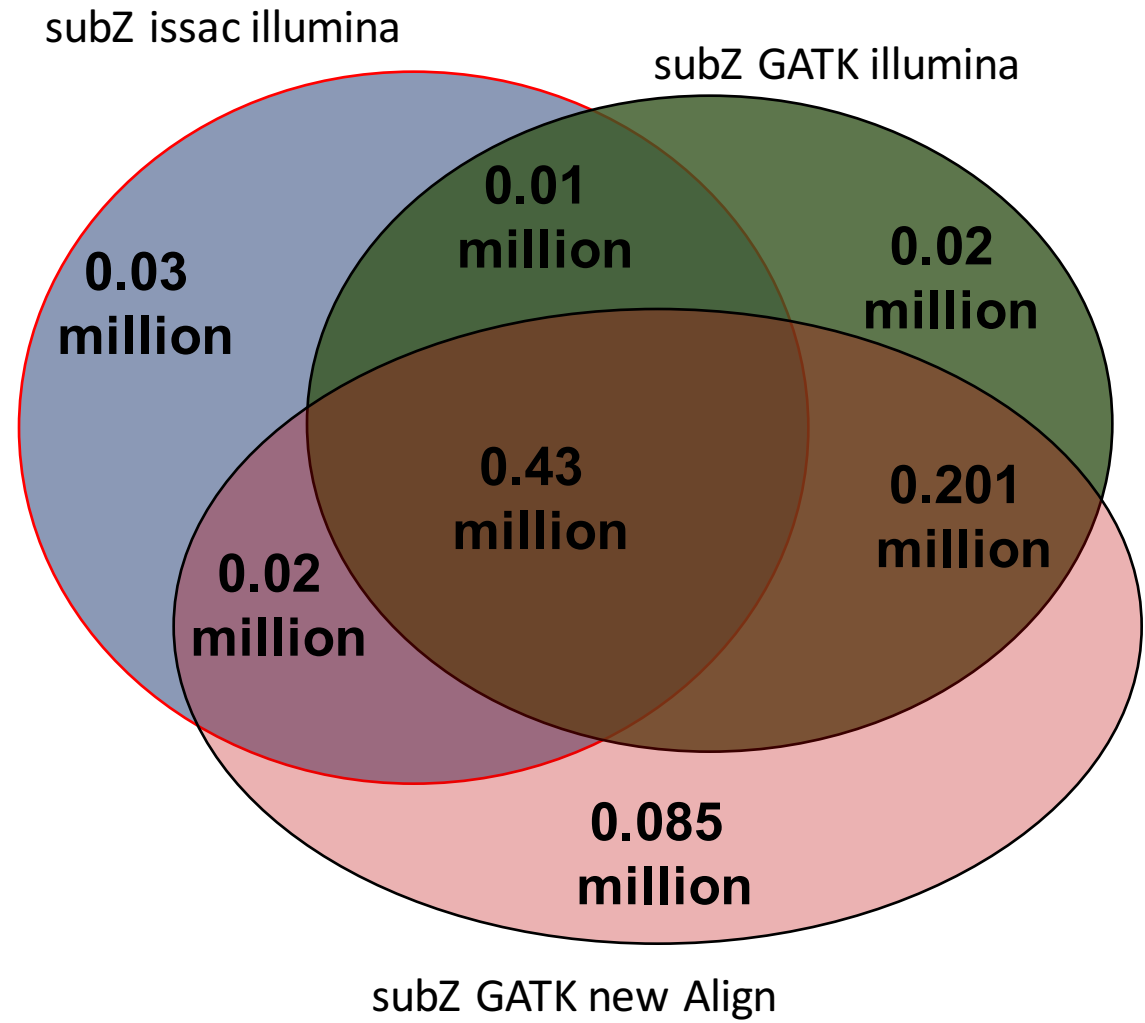 subZ issac illumina
subZ GATK illumina
0.01
million
0.02
million
0.03
million
0.43
million
0.201
million
0.02
million
0.085
million
subZ GATK new Align